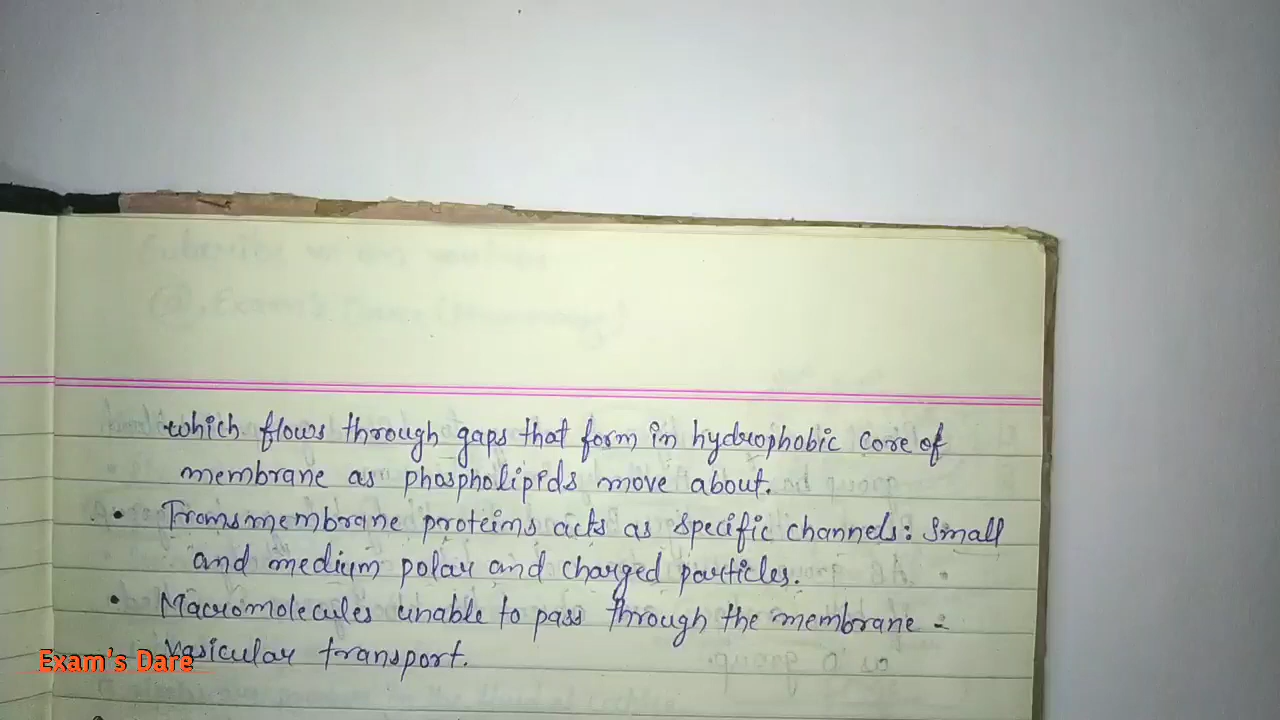 which flows through gaps that form in hydrophobic core of
membrane as phospholipids move about.
• Transmembrane proteins acts as specific channels: Small
and medium polar and charged particles.
• Macromolecules unable to pass through the membrane -
vasicular transport.
Exam's Dare